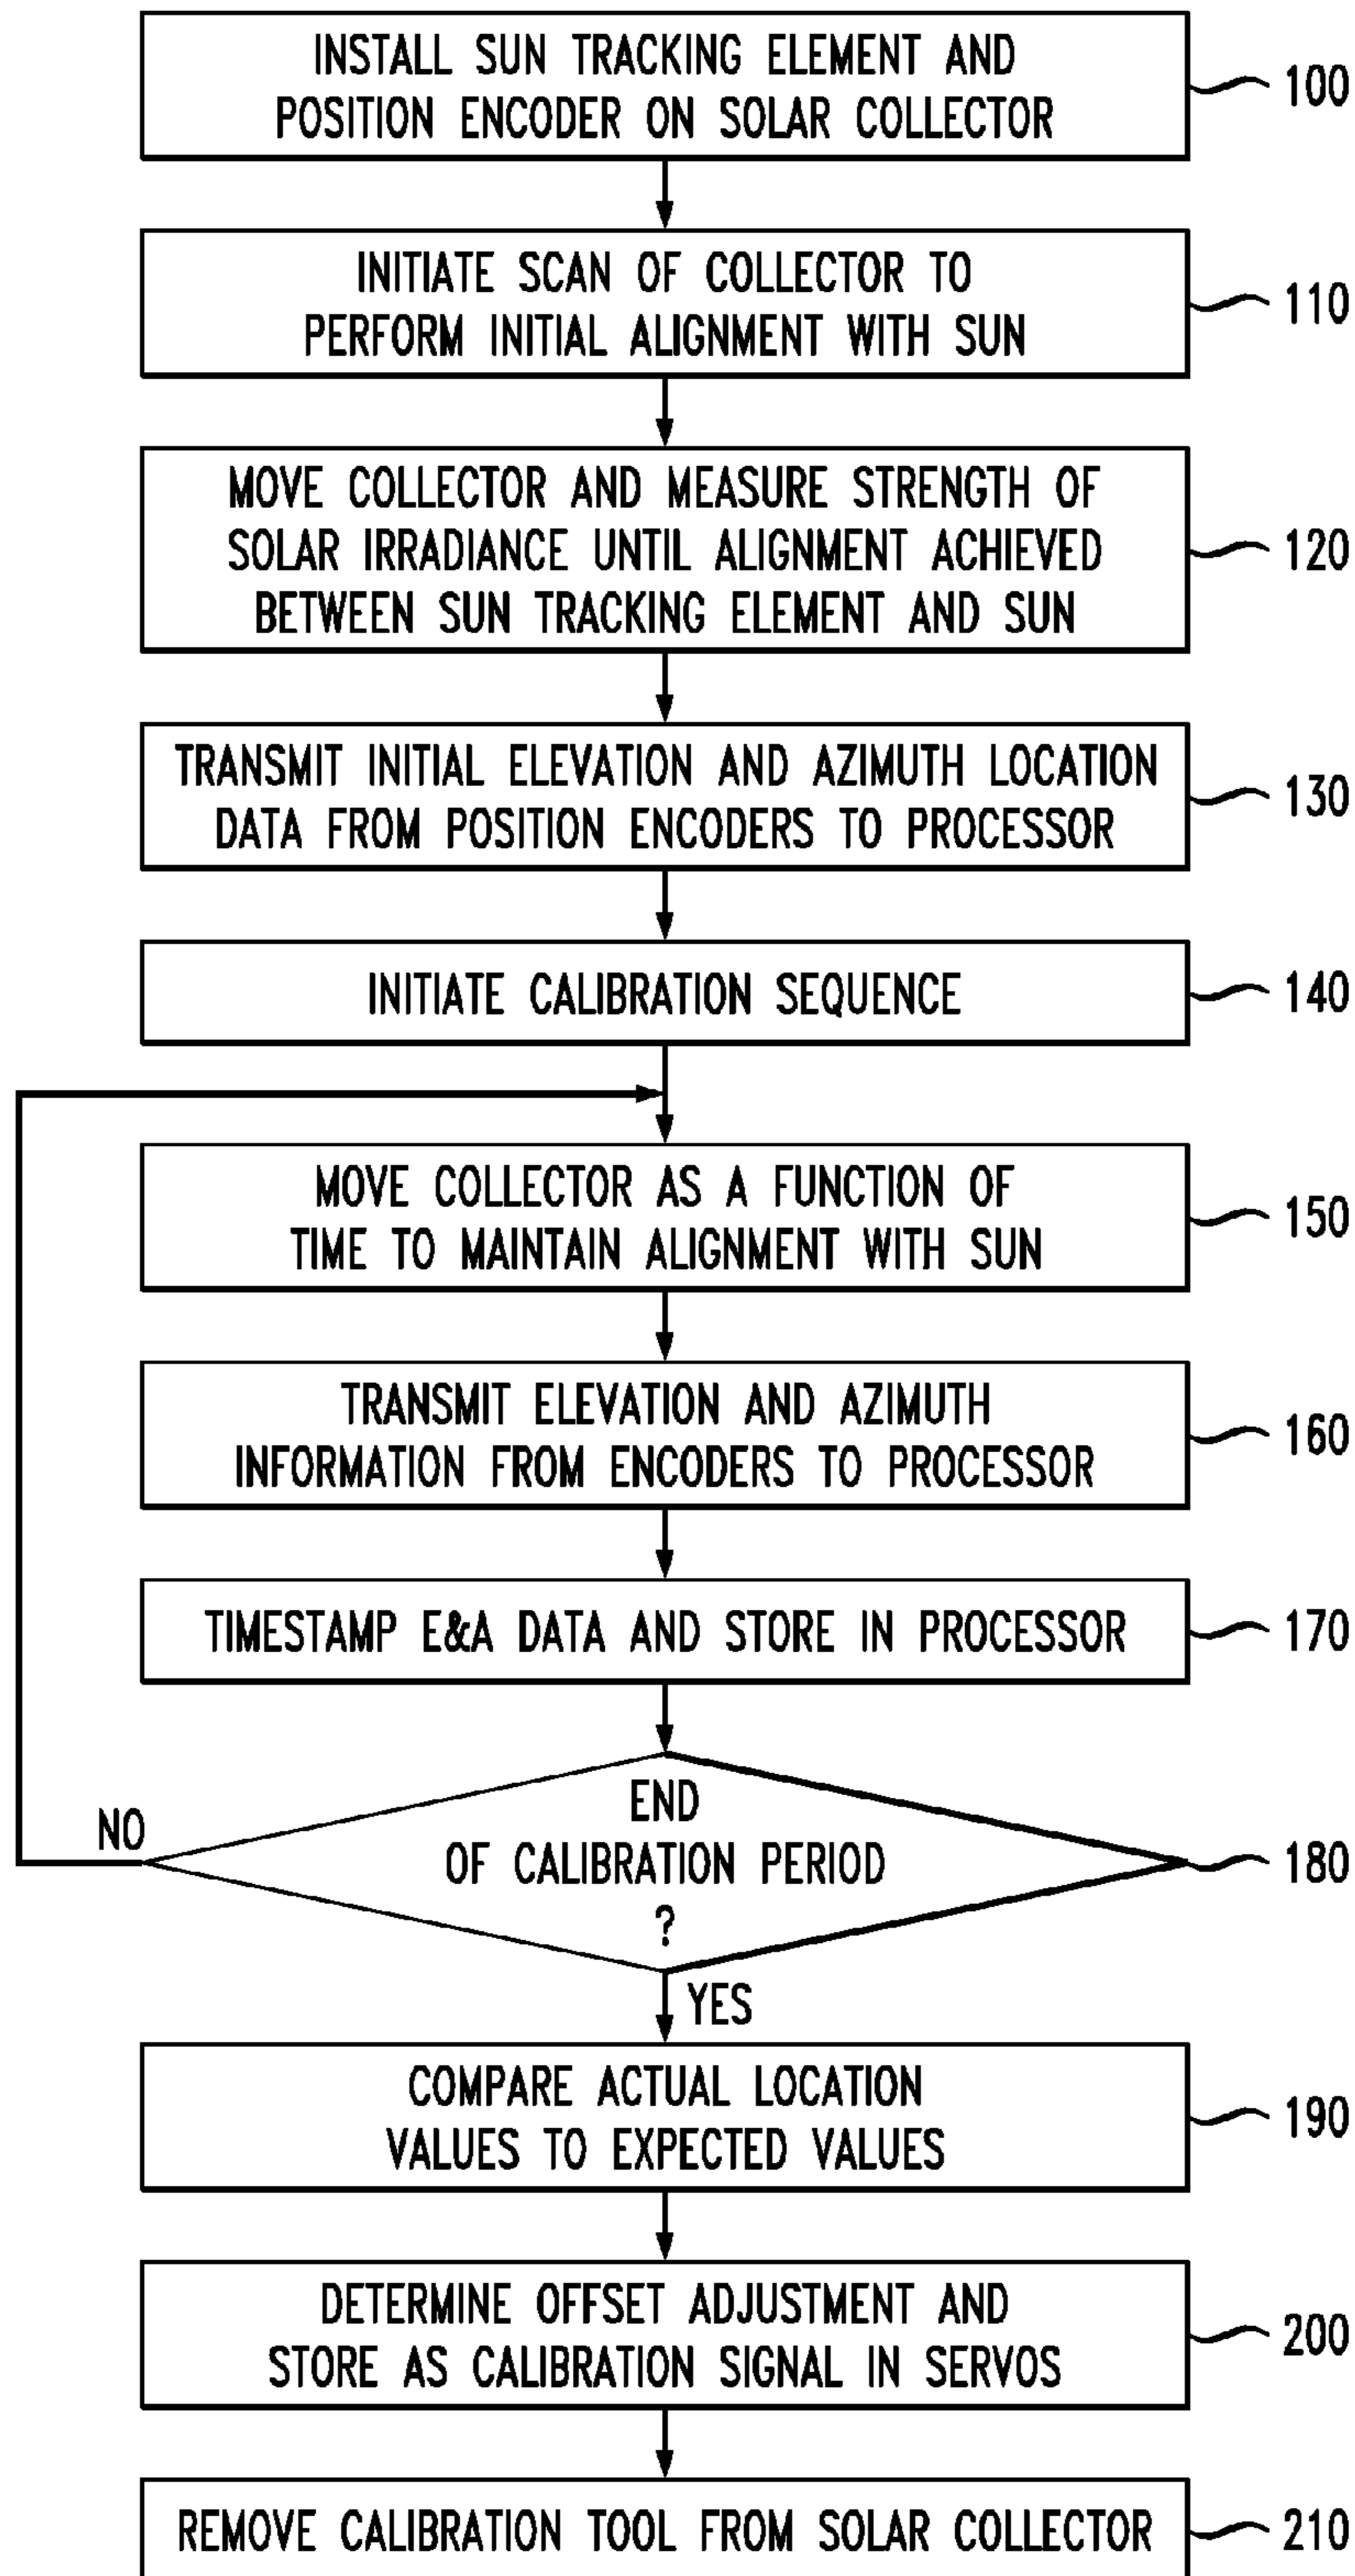 INSTALL SUN TRACKING ELEMENT AND
POSITION ENCODER ON SOLAR COLLECTOR
100
INITIATE SCAN OF COLLECTOR TO
PERFORM INITIAL ALIGNMENT WITH SUN
110
MOVE COLLECTOR AND MEASURE STRENGTH OF
SOLAR IRRADIANCE UNTIL ALIGNMENT ACHIEVED
BETWEEN SUN TRACKING ELEMENT AND SUN
120
TRANSMIT INITIAL ELEVATION AND AZIMUTH LOCATION
DATA FROM POSITION ENCODERS TO PROCESSOR
130
INITIATE CALIBRATION SEQUENCE
140
MOVE COLLECTOR AS A FUNCTION OF
TIME TO MAINTAIN ALIGNMENT WITH SUN
150
TRANSMIT ELEVATION AND AZIMUTH
INFORMATION FROM ENCODERS TO PROCESSOR
160
TIMESTAMP E&A DATA AND STORE IN PROCESSOR
170
END
OF CALIBRATION PERIOD
?
180
NO
YES
COMPARE ACTUAL LOCATION
VALUES TO EXPECTED VALUES
190
DETERMINE OFFSET ADJUSTMENT AND
STORE AS CALIBRATION SIGNAL IN SERVOS
200
REMOVE CALIBRATION TOOL FROM SOLAR COLLECTOR
210